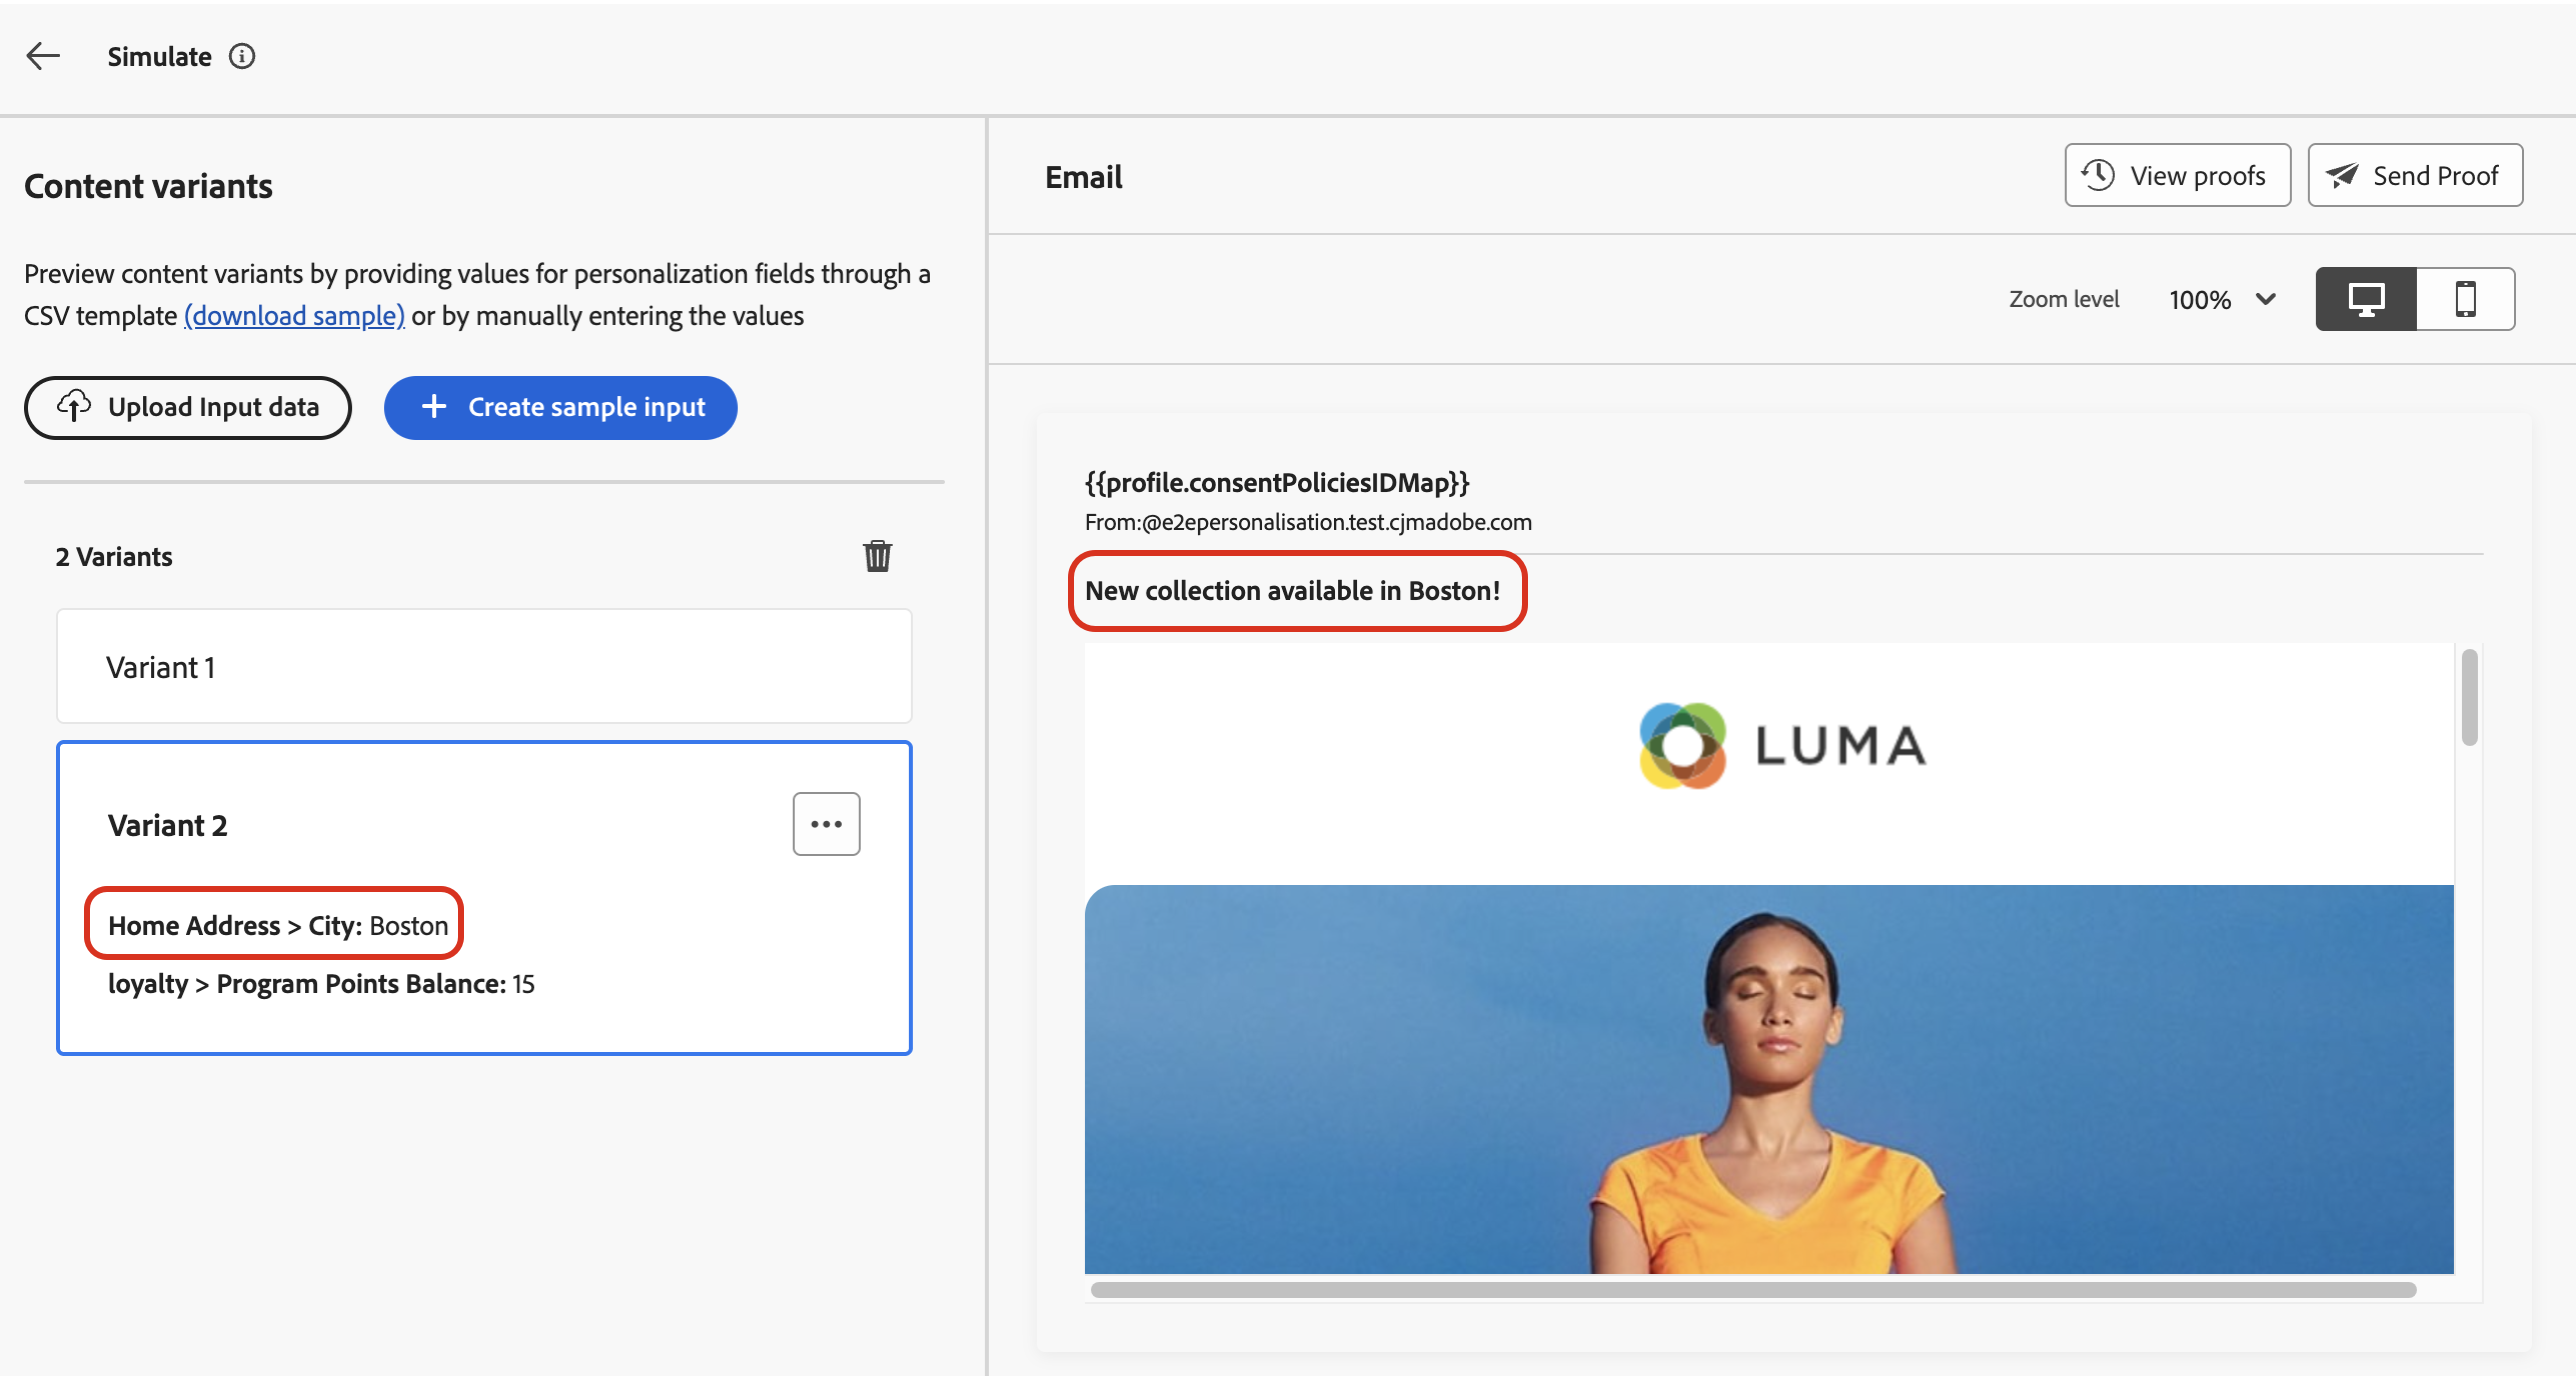 Simulate
Content variants
Preview content variants by providing values for personalization fields through a
CSV template (download sample) or by manually entering the values
Upload Input data
Create sample input
2 Variants
Variant 1
Variant 2
Home Address > City: Boston
loyalty > Program Points Balance: 15
Email
View proofs
Send Proof
Zoom level 100%
{{profile.consentPoliciesIDMap}}
From:@e2epersonalisation.test.cjmadobe.com
New collection available in Boston!
LUMA